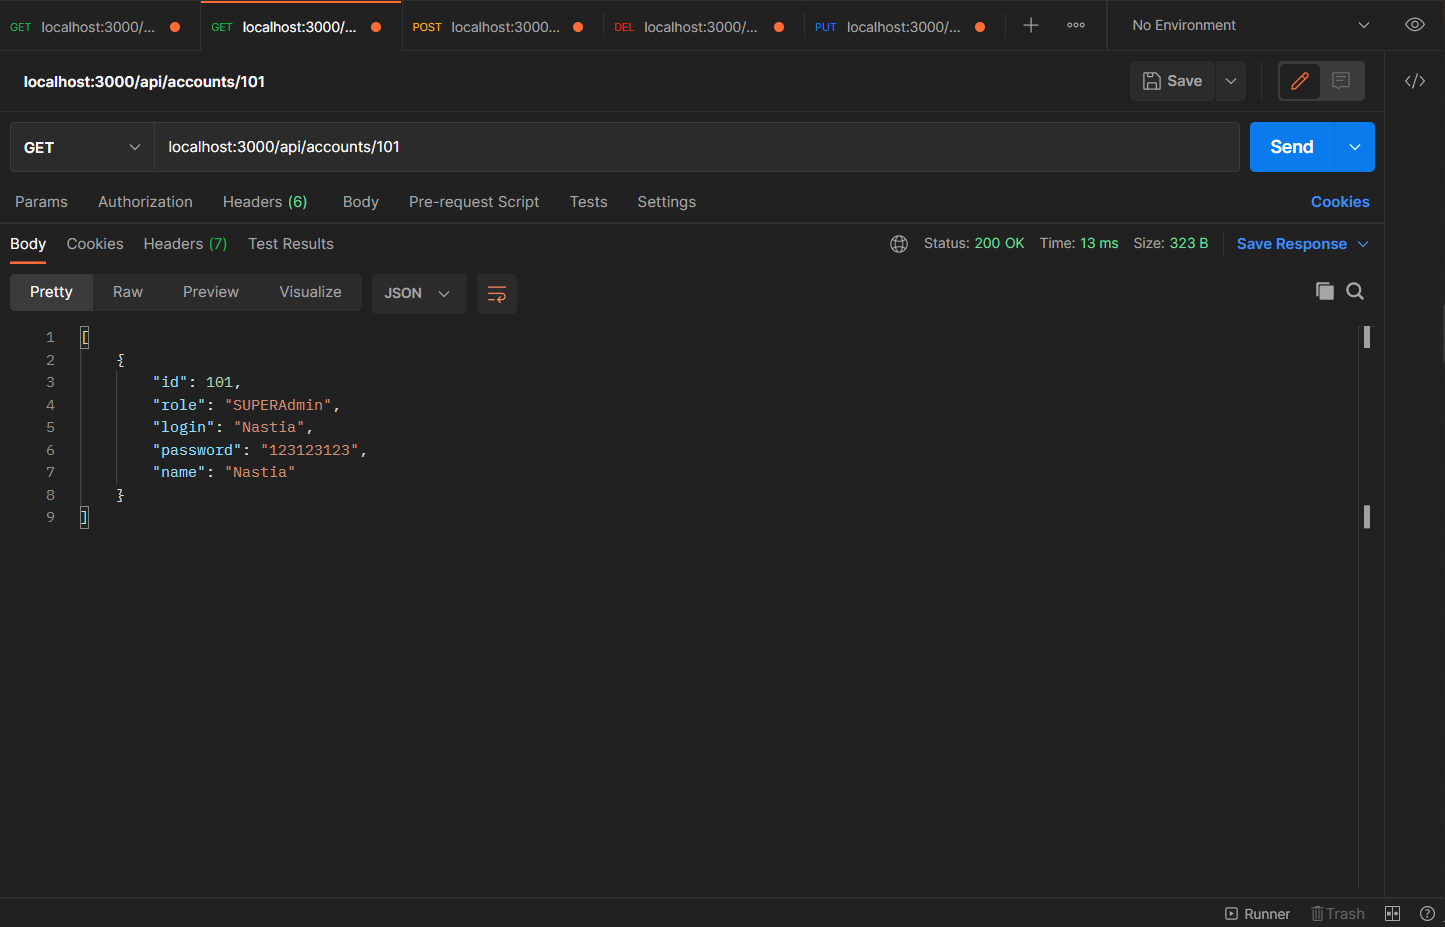 GET localhost:3000/... GET localhost:3000/... POST localhost:3000... DEL localhost:3000/... PUT localhost:3000/... No Environment
localhost:3000/api/accounts/101 Save
GET localhost:3000/api/accounts/101 Send
Params Authorization Headers (6) Body Pre-request Script Tests Settings Cookies
Body Cookies Headers (7) Test Results Status: 200 OK Time: 13 ms Size: 323 B Save Response
Pretty Raw Preview Visualize JSON
1 [
2 {
3 "id": 101,
4 "role": "SUPERAdmin",
5 "login": "Nastia",
6 "password": "123123123",
7 "name": "Nastia"
8 }
9 ]
Runner Trash